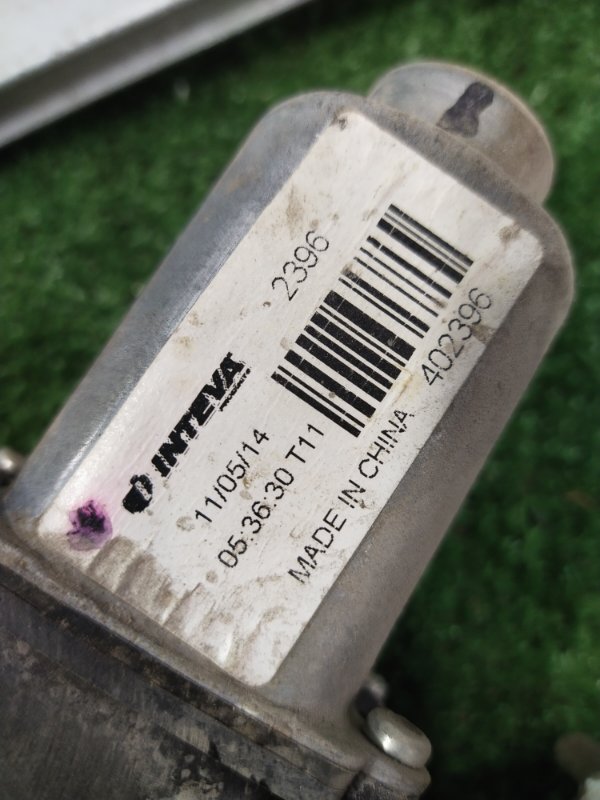 2396
402396
INTEVA
11/05/14
05:36:30 T11
MADE IN CHINA